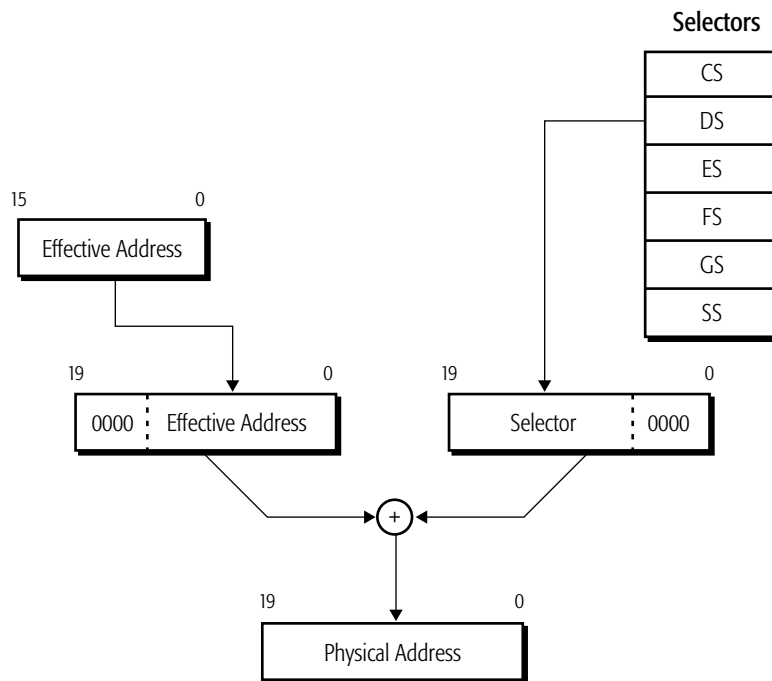 Selectors
CS
DS
ES
FS
GS
SS
15 0
Effective Address
19 0
0000 Effective Address
19 0
Selector 0000
+
19 0
Physical Address